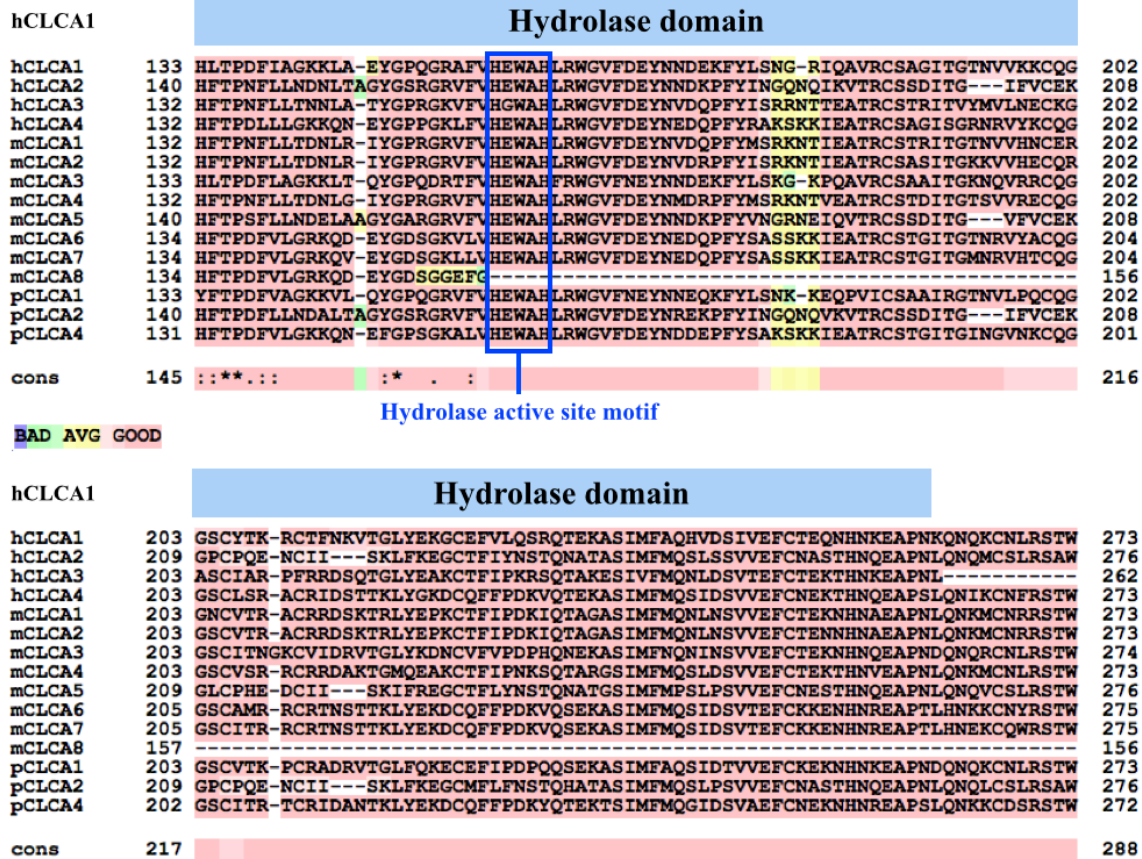 hCLCA1 Hydrolase domain
hCLCA1 133 HLTPDFIAGKKLA-EYGPQGRAFVHEWAHLRWGVFDEYNNDEKFYLSNG-RIQAVRCSAGITGTNVVKKCQG 202
hCLCA2 140 HFTPNFLLNDNLTAGYGSRGRVFVHEWAHLRWGVFDEYNNDKPFYINGQNQIKVTRCSSDITG---IFVCEK 208
hCLCA3 132 HFTPNFLLTNNLA-TYGPRGKVFVHGWAHLRWGVFDEYNVDQPFYISRRNTTEATRCSTRITVYMVLNECKG 202
hCLCA4 132 HFTPDLLLGKKQN-EYGPPGKLFVHEWAHLRWGVFDEYNEDQPFYRAKSKKIEATRCSAGISGRNRVYKCQG 202
mCLCA1 132 HFTPNFLLTDNLR-IYGPRGRVFVHEWAHLRWGVFDEYNVDQPFYMSRKNTIEATRCSTRITGTNVVHNCER 202
mCLCA2 132 HFTPNFLLTDNLR-IYGPRGRVFVHEWAHLRWGVFDEYNVDRPFYISRKNTIEATRCSASITGKKVVHECQR 202
mCLCA3 133 HLTPDFLAGKKLT-QYGPQDRTFVHEWAHFRWGVFNEYNNDEKFYLSKG-KPQAVRCSAAITGKNQVRRCQG 202
mCLCA4 132 HFTPNFLLTDNLG-IYGPRGRVFVHEWAHLRWGVFDEYNMDRPFYMSRKNTVEATRCSTDITGTSVVRECQG 202
mCLCA5 140 HFTPSFLLNDELAAGYGARGRVFVHEWAHLRWGVFDEYNNDKPFYVNGRNEIQVTRCSSDITG---VFVCEK 208
mCLCA6 134 HFTPDFVLGRKQD-EYGDSGKVLVHEWAHLRWGVFDEYNEDQPFYSASSKKIEATRCSTGITGTNRVYACQG 204
mCLCA7 134 HFTPDFVLGRKQD-EYGDSGKLLVHEWAHLRWGVFDEYNEDQPFYSASSKKIEATRCSTGITGMNRVHTCQG 204
mCLCA8 134 HFTPDFVLGRKQD-EYGDSGGEFG------------------------------------------------ 156
pCLCA1 133 YFTPDFVAGKKVL-QYGPQGRVFVHEWAHLRWGVFNEYNNEQKFYLSNK-KEQPVICSAAIRGTNVLPQCQG 202
pCLCA2 140 HFTPNFLLNDALTAGYGSRGRVFVHEWAHLRWGVFDEYNREKPFYINGQNQVKVTRCSSDITG---IFVCEK 208
pCLCA4 131 HFTPDFVLGKKQN-EFGPSGKALVHEWAHLRWGVFDEYNDDEPFYRAKSKKIEATRCSTGITGINGVNKCQG 201
cons 145 ::**.:: :* . : 216
Hydrolase active site motif
BAD AVG GOOD
hCLCA1 Hydrolase domain
hCLCA1 203 GSCYTK-RCTFNKVTGLYEKGCEFVLQSRQTEKASIMFAQHVDSIVEFCTEQNHNKEAPNKQNQKCNLRSTW 273
hCLCA2 209 GPCPQE-NCII---SKLFKEGCTFIYNSTQNATASIMFMQSLSSVVEFCNASTHNQEAPNLQNQMCSLRSAW 276
hCLCA3 203 ASCIAR-PFRRDSQTGLYEAKCTFIPKRSQTAKESIVFMQNLDSVTEFCTEKTHNKEAPNL----------- 262
hCLCA4 203 GSCLSR-ACRIDSTTKLYGKDCQFFPDKVQTEKASIMFMQSIDSVVEFCNEKTHNQEAPSLQNIKCNFRSTW 273
mCLCA1 203 GNCVTR-ACRRDSKTRLYEPKCTFIPDKIQTAGASIMFMQNLNSVVEFCTEKNHNAEAPNLQNKMCNRRSTW 273
mCLCA2 203 GSCVTR-ACRRDSKTRLYEPKCTFIPDKIQTAGASIMFMQNLNSVVEFCTENNHNAEAPNLQNKMCNRRSTW 273
mCLCA3 203 GSCITNGKCVIDRVTGLYKDNCVFVPDPHQNEKASIMFNQNINSVVEFCTEKNHNQEAPNDQNQRCNLRSTW 274
mCLCA4 203 GSCVSR-RCRRDAKTGMQEAKCTFIPNKSQTARGSIMFMQSLSSVVEFCTEKTHNVEAPNLQNKMCNLRSTW 273
mCLCA5 209 GLCPHE-DCII---SKIFREGCTFLYNSTQNATGSIMFMPSLPSVVEFCNESTHNQEAPNLQNQVCSLRSTW 276
mCLCA6 205 GSCAMR-RCRTNSTTKLYEKDCQFFPDKVQSEKASIMFMQSIDSVTEFCKKENHNREAPTLHNKKCNYRSTW 275
mCLCA7 205 GSCITR-RCRTNSTTKLYEKDCQFFPDKVQSEKASIMFMQSIDSVTEFCKKENHNREAPTLHNEKCQWRSTW 275
mCLCA8 157 ------------------------------------------------------------------------ 156
pCLCA1 203 GSCVTK-PCRADRVTGLFQKECEFIPDPQQSEKASIMFAQSIDTVVEFCKEKNHNKEAPNDQNQKCNLRSTW 273
pCLCA2 209 GPCPQE-NCII---SKLFKEGCMFLFNSTQHATASIMFMQSLPSVVEFCNASTHNQEAPNLQNQLCSLRSAW 276
pCLCA4 202 GSCITR-TCRIDANTKLYEKDCQFFPDKYQTEKTSIMFMQGIDSVAEFCNEKNHNREAPSLQNKKCDSRSTW 272
cons 217 288